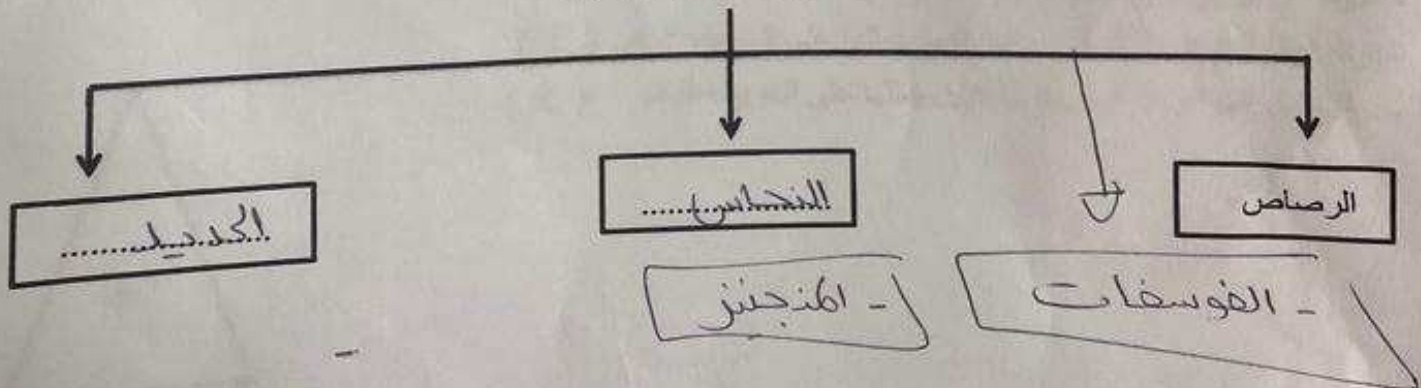 الرصاص
النحاس
الحديد
- الفوسفات
- المنجنيز